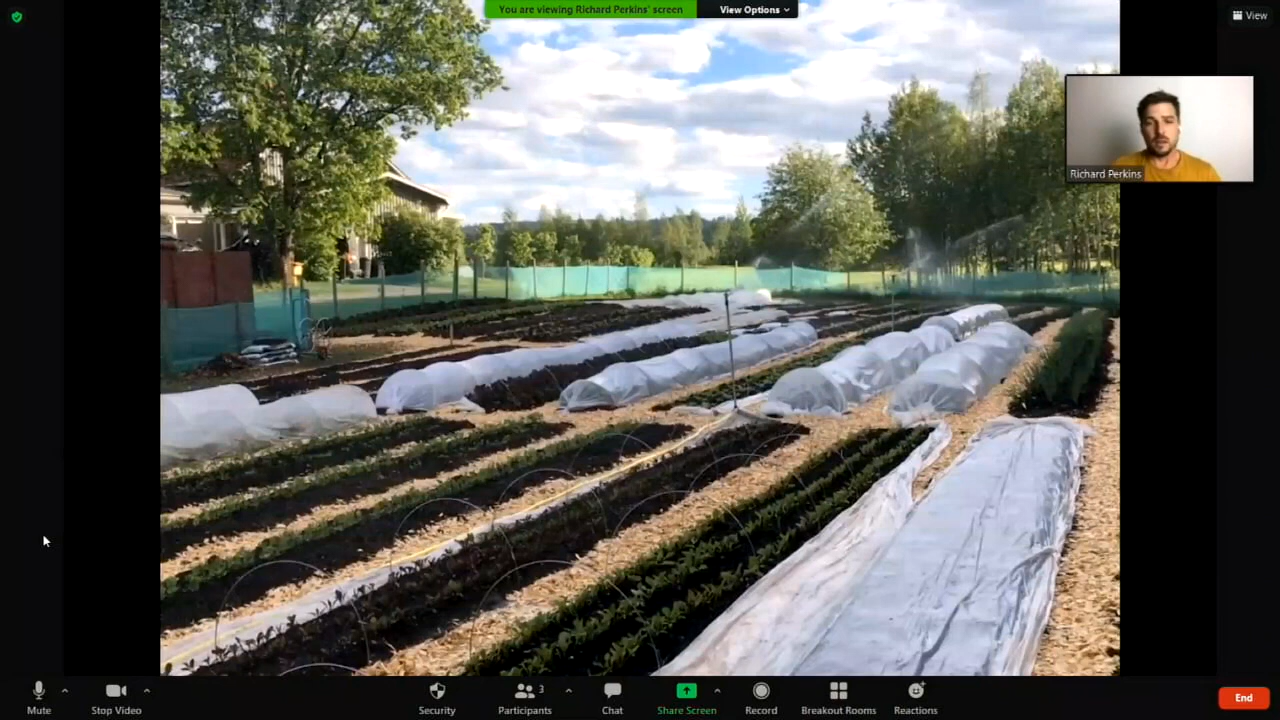 You are viewing Richard Perkins' screen
View Options
View
Richard Perkins
Mute
Stop Video
Security
Participants
3
Chat
Share Screen
Record
Breakout Rooms
Reactions
End